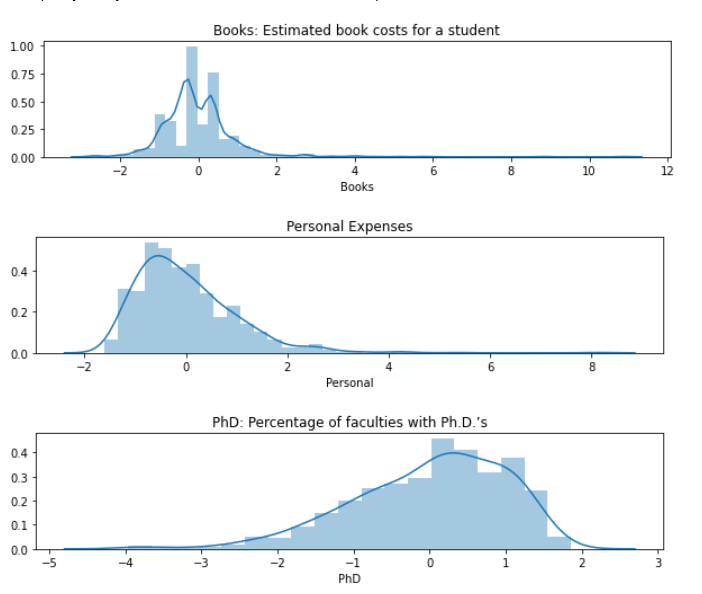 Books: Estimated book costs for a student
1.00
0.75
0.50
0.25
0.00
−2 0 2 4 6 8 10 12
Books
Personal Expenses
0.4
0.2
0.0
−2 0 2 4 6 8
Personal
PhD: Percentage of faculties with Ph.D.’s
0.4
0.3
0.2
0.1
0.0
−5 −4 −3 −2 −1 0 1 2 3
PhD